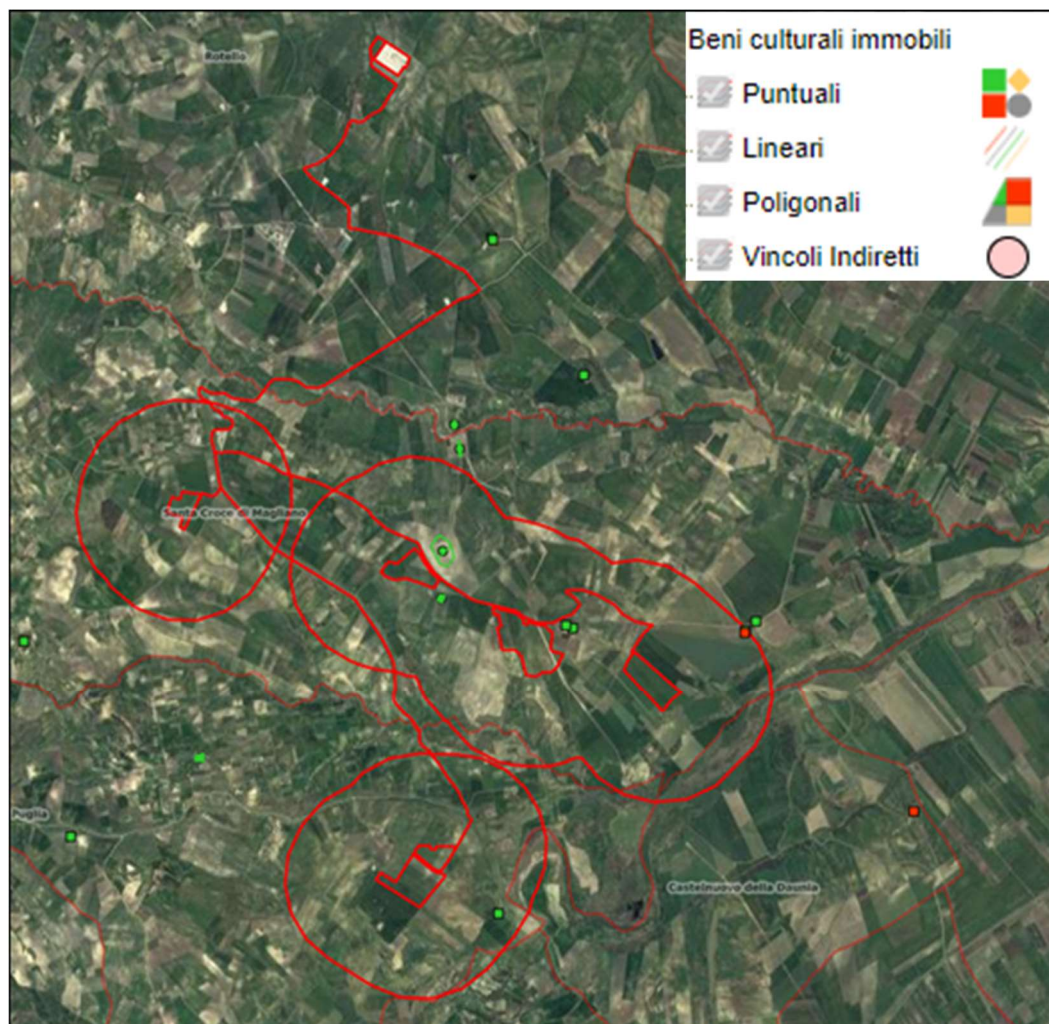 Beni culturali immobili
Puntuali
Lineari
Poligonali
Vincoli Indiretti
Rotello
Santa Croce di Magliano
Puglia
Castelnuovo della Daunia